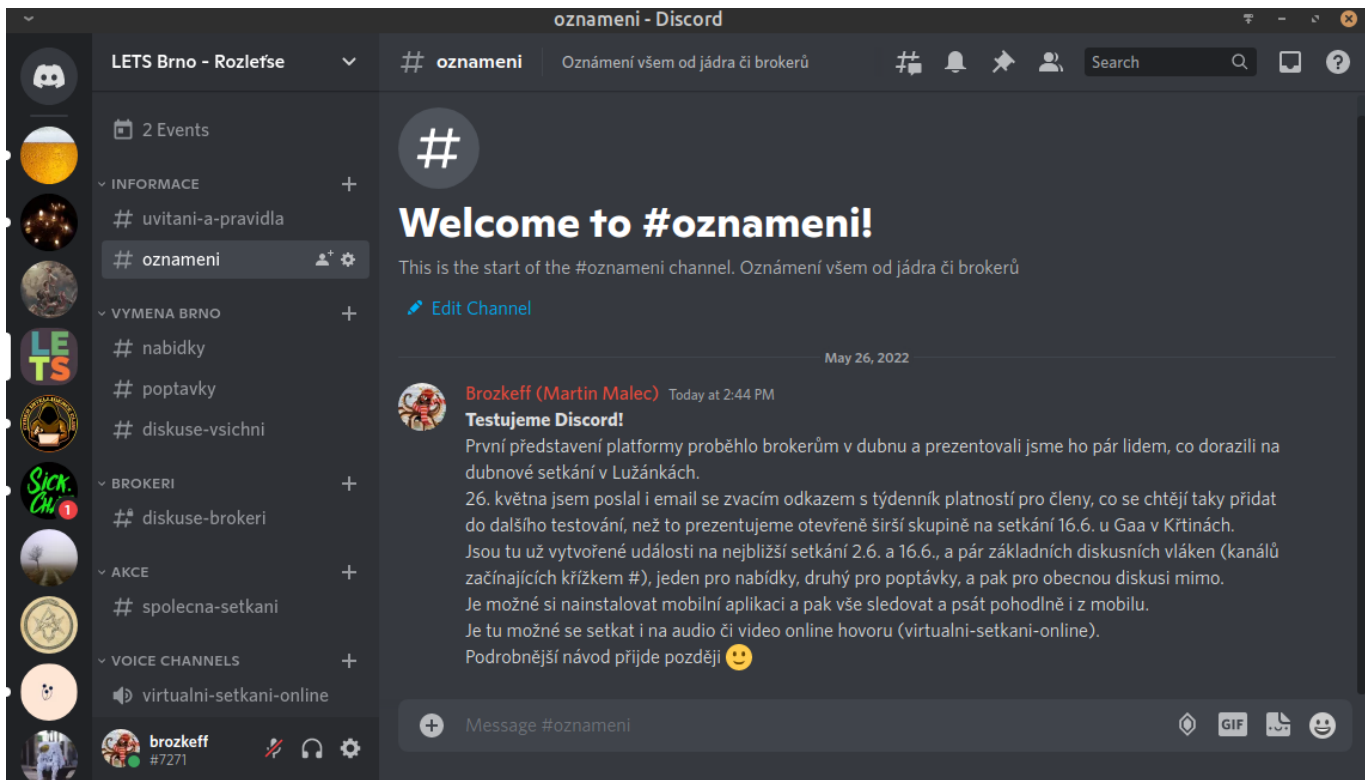 oznameni - Discord
LETS Brno - Rozleťse
# oznameni
Oznámení všem od jádra či brokerů
Search
2 Events
INFORMACE
# uvitani-a-pravidla
# oznameni
VYMENA BRNO
# nabidky
# poptavky
# diskuse-vsichni
BROKERI
# diskuse-brokeri
AKCE
# spolecna-setkani
VOICE CHANNELS
virtualni-setkani-online
brozkeff
#7271
LE
TS
SiCK.
CH.
1
#
Welcome to #oznameni!
This is the start of the #oznameni channel. Oznámení všem od jádra či brokerů
Edit Channel
May 26, 2022
Brozkeff (Martin Malec) Today at 2:44 PM
Testujeme Discord!
První představení platformy proběhlo brokerům v dubnu a prezentovali jsme ho pár lidem, co dorazili na
dubnové setkání v Lužánkách.
26. května jsem poslal i email se zvacím odkazem s týdenník platností pro členy, co se chtějí taky přidat
do dalšího testování, než to prezentujeme otevřeně širší skupině na setkání 16.6. u Gaa v Křtinách.
Jsou tu už vytvořené události na nejbližší setkání 2.6. a 16.6., a pár základních diskusních vláken (kanálů
začínajících křížkem #), jeden pro nabídky, druhý pro poptávky, a pak pro obecnou diskusi mimo.
Je možné si nainstalovat mobilní aplikaci a pak vše sledovat a psát pohodlně i z mobilu.
Je tu možné se setkat i na audio či video online hovoru (virtualni-setkani-online).
Podrobnější návod přijde později 🙂
Message #oznameni
GIF